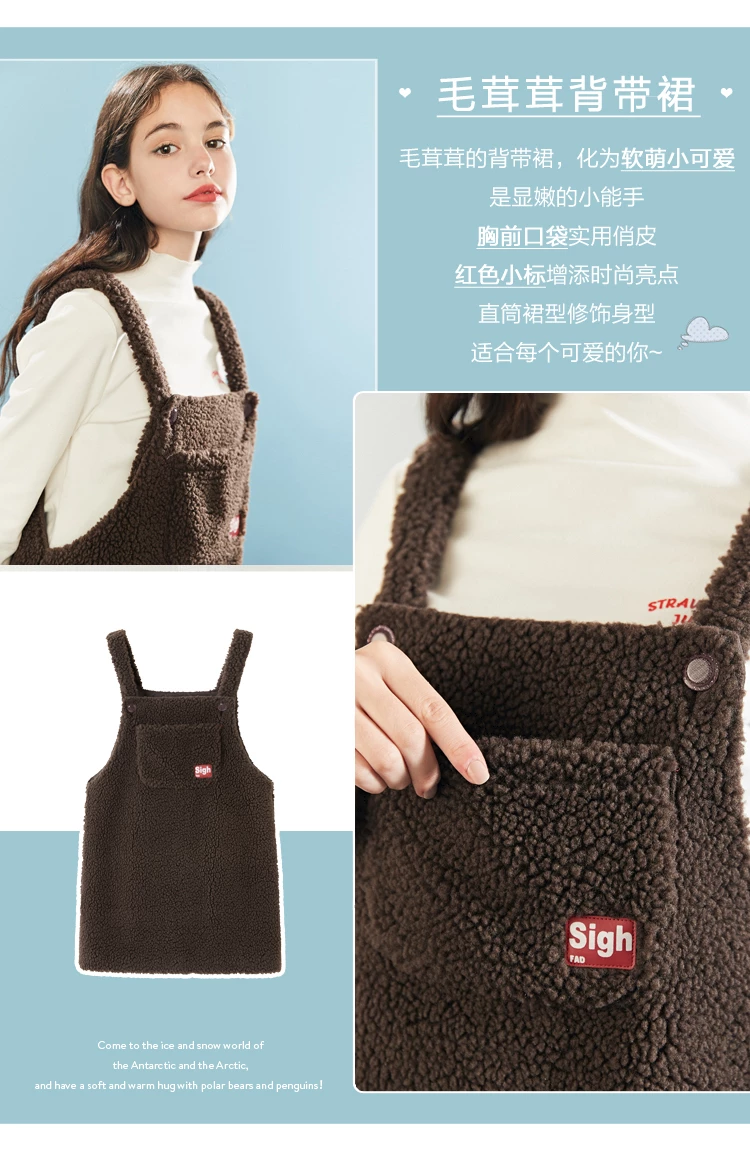 毛茸茸背带裙
毛茸茸的背带裙，化为软萌小可爱
是显嫩的小能手
胸前口袋实用俏皮
红色小标增添时尚亮点
直筒裙型修饰身型
适合每个可爱的你~
STRAW
Sigh
Sigh
FAD
Come to the ice and snow world of
the Antarctic and the Arctic,
and have a soft and warm hug with polar bears and penguins!